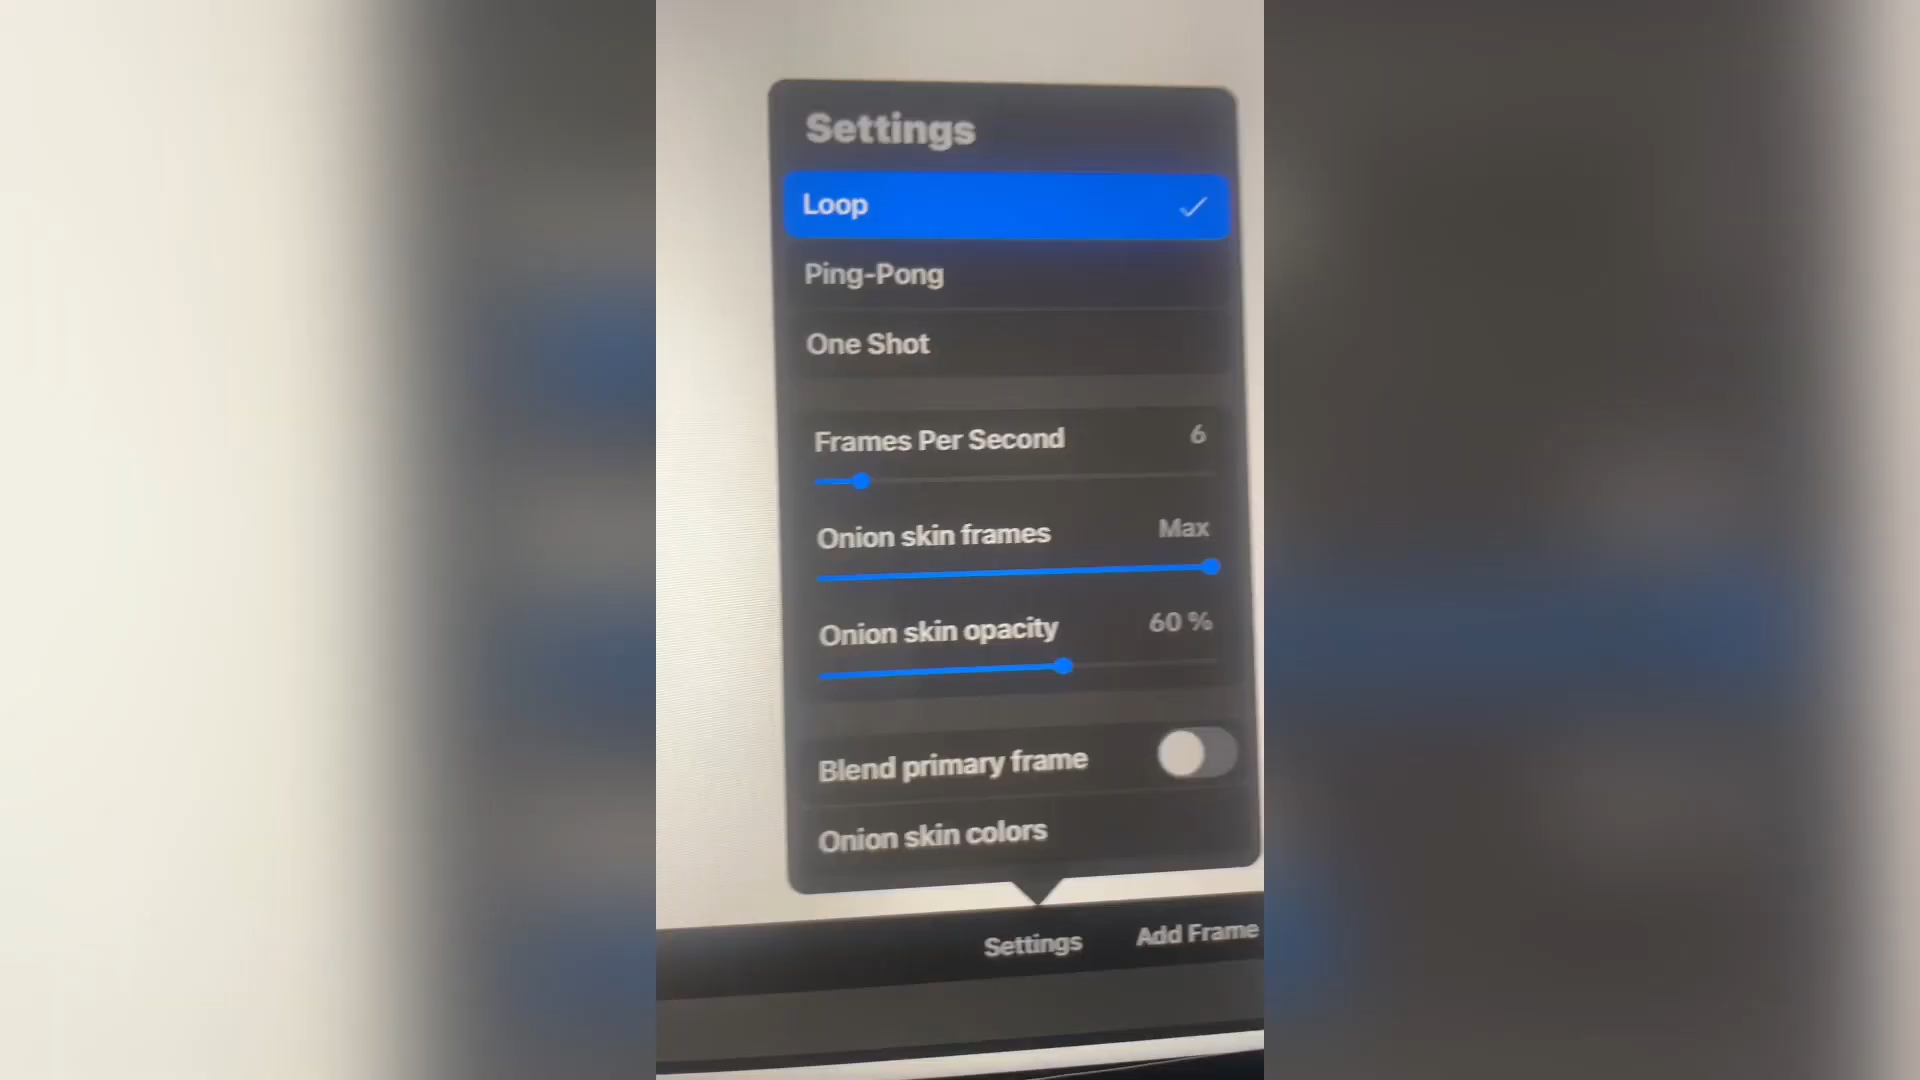 Settings
Loop
Ping-Pong
One Shot
Frames Per Second 6
Onion skin frames Max
Onion skin opacity 60 %
Blend primary frame
Onion skin colors
Settings Add Frame